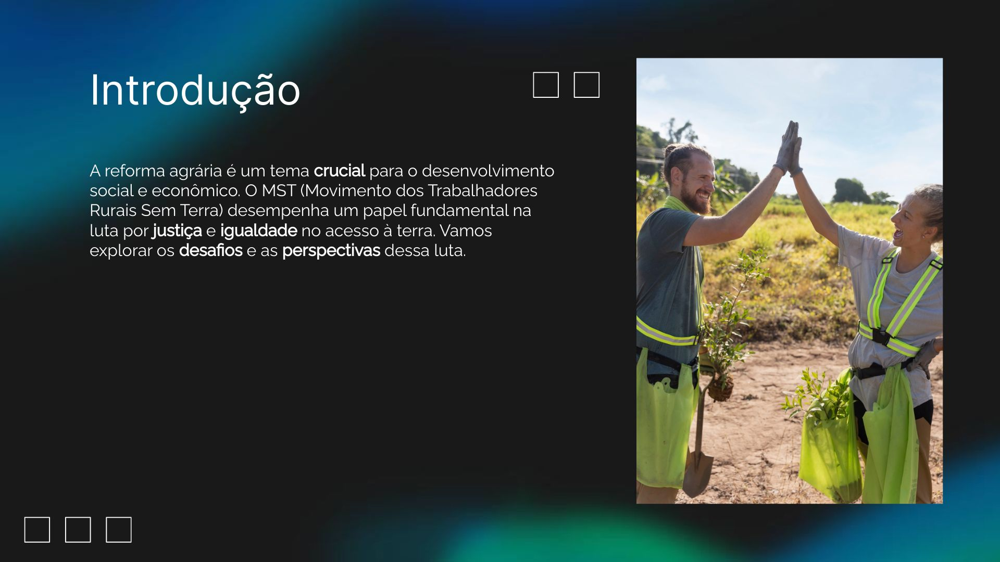 Introdução
A reforma agrária é um tema crucial para o desenvolvimento
social e econômico. O MST (Movimento dos Trabalhadores
Rurais Sem Terra) desempenha um papel fundamental na
luta por justiça e igualdade no acesso à terra. Vamos
explorar os desafios e as perspectivas dessa luta.